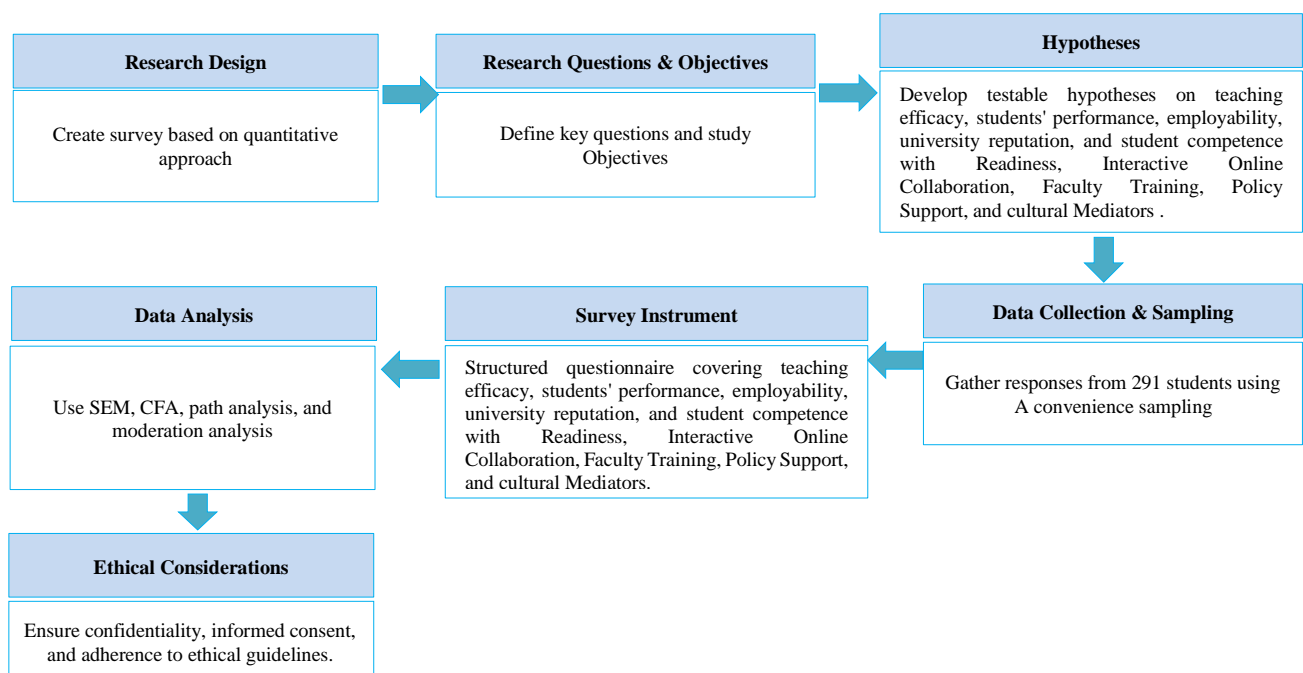 Research Design
Create survey based on quantitative
approach
Research Questions & Objectives
Define key questions and study
Objectives
Hypotheses
Develop testable hypotheses on teaching
efficacy, students' performance, employability,
university reputation, and student competence
with Readiness, Interactive Online
Collaboration, Faculty Training, Policy
Support, and cultural Mediators .
Data Collection & Sampling
Gather responses from 291 students using
A convenience sampling
Survey Instrument
Structured questionnaire covering teaching
efficacy, students' performance, employability,
university reputation, and student competence
with Readiness, Interactive Online
Collaboration, Faculty Training, Policy Support,
and cultural Mediators.
Data Analysis
Use SEM, CFA, path analysis, and
moderation analysis
Ethical Considerations
Ensure confidentiality, informed consent,
and adherence to ethical guidelines.